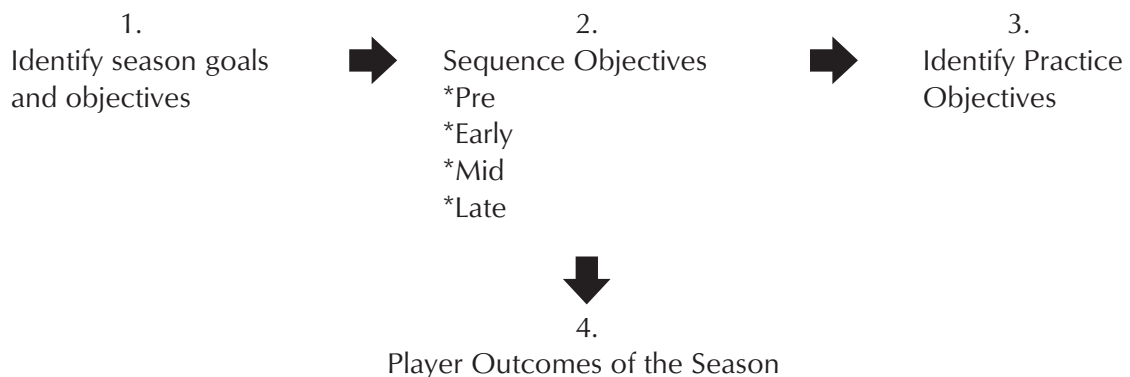 1.
Identify season goals
and objectives
2.
Sequence Objectives
*Pre
*Early
*Mid
*Late
3.
Identify Practice
Objectives
4.
Player Outcomes of the Season